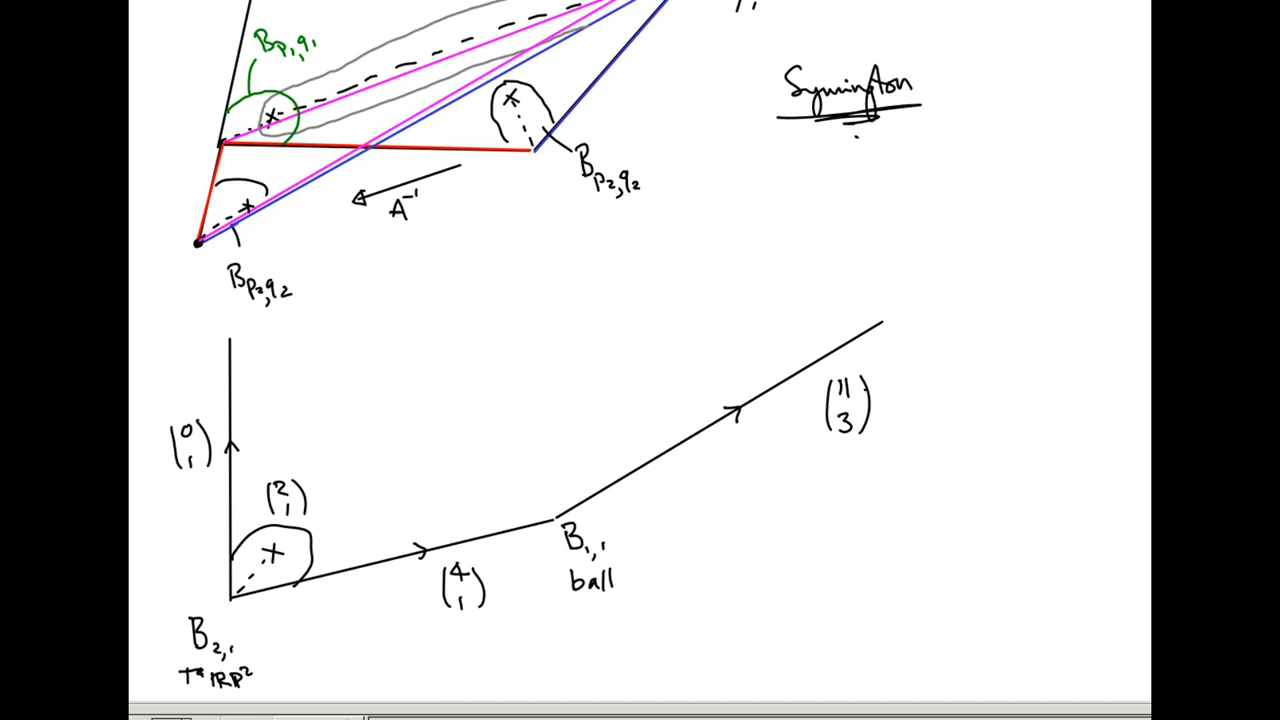 B_{p₁,q₁}
Symington
B_{p₂,q₂}
A⁻¹
B_{p₂,q₂}
(0 1)
(2 1)
(4 1)
(11 3)
B_{1,1}
ball
B_{2,1}
T*RP²